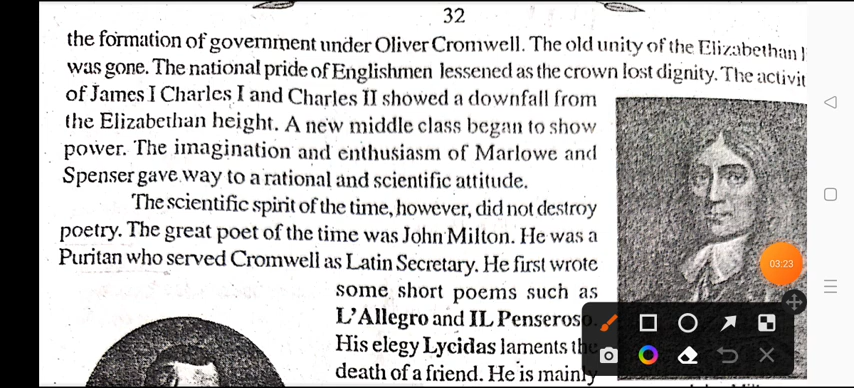 32
the formation of government under Oliver Cromwell. The old unity of the Elizabethan
was gone. The national pride of Englishmen lessened as the crown lost dignity. The activit
of James I Charles I and Charles II showed a downfall from
the Elizabethan height. A new middle class began to show
power. The imagination and enthusiasm of Marlowe and
Spenser gave way to a rational and scientific attitude.
The scientific spirit of the time, however, did not destroy
poetry. The great poet of the time was John Milton. He was a
Puritan who served Cromwell as Latin Secretary. He first wrote
some short poems such as
L'Allegro and IL Penseroso.
His elegy Lycidas laments the
death of a friend. He is mainly
03:23